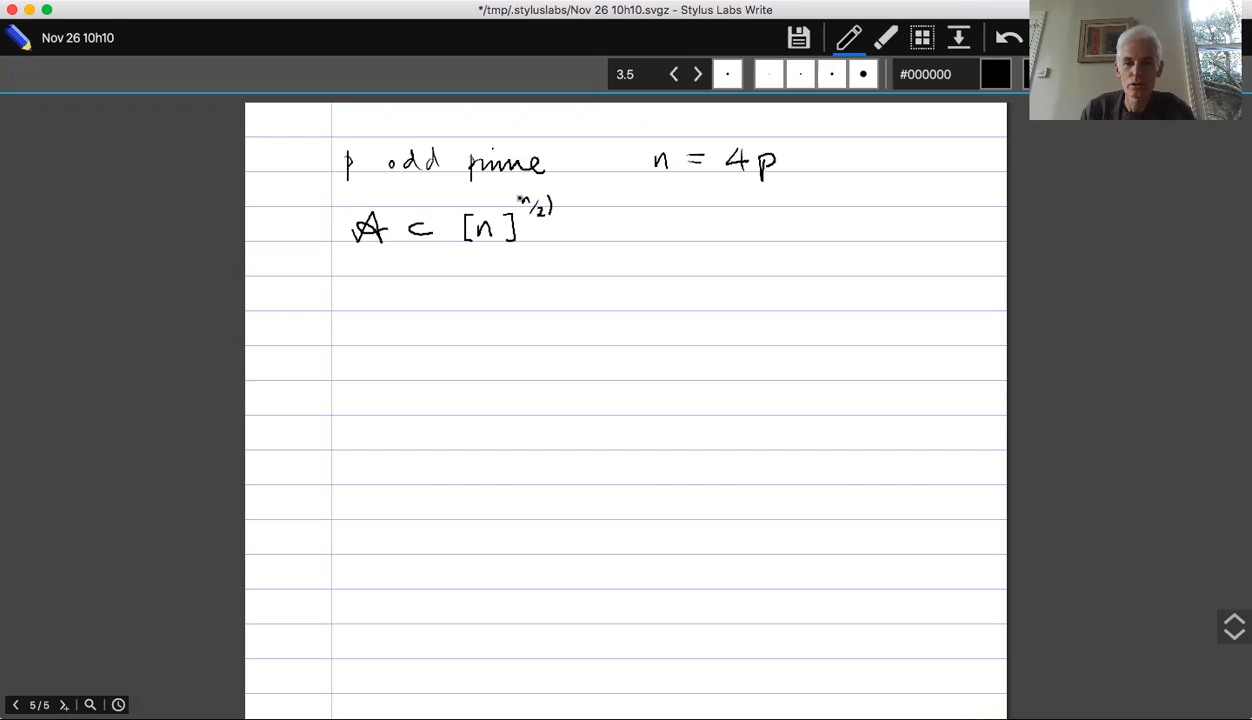 */tmp/.styluslabs/Nov 26 10h10.svgz - Stylus Labs Write
Nov 26 10h10
3.5
#000000
p odd prime n = 4p
A ⊂ [n]^(n/2)
5/5